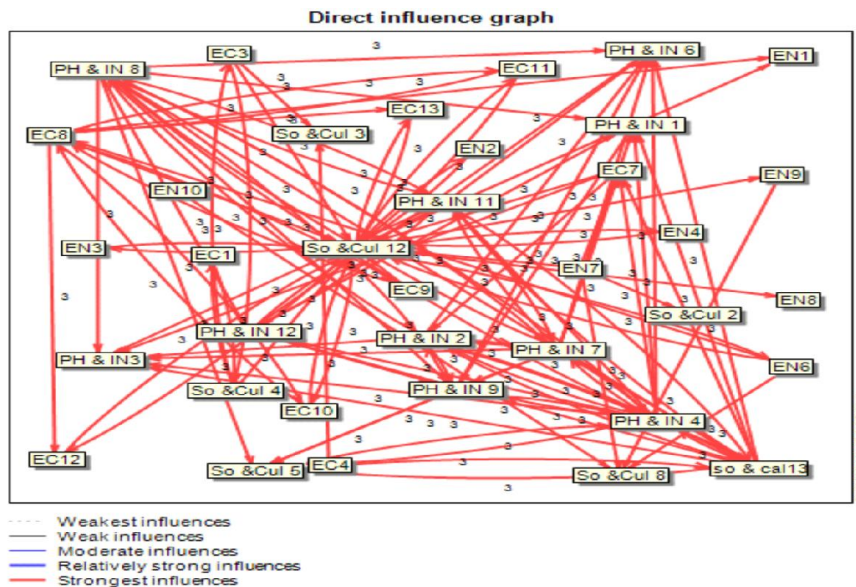 Direct influence graph
EC3
PH & IN 6
EN1
PH & IN 8
EC11
EC13
EC8
So &Cul 3
PH & IN 1
EN2
EC7
EN9
EN10
PH & IN 11
EN4
EN3
EC1
So &Cul 12
EN7
EC9
EN8
So &Cul 2
PH & IN 12
PH & IN 2
PH & IN 7
PH & IN3
EN6
So &Cul 4
PH & IN 9
EC10
PH & IN 4
EC12
So &Cul 5
EC4
So &Cul 8
so & cal13
Weakest influences
Weak influences
Moderate influences
Relatively strong influences
Strongest influences